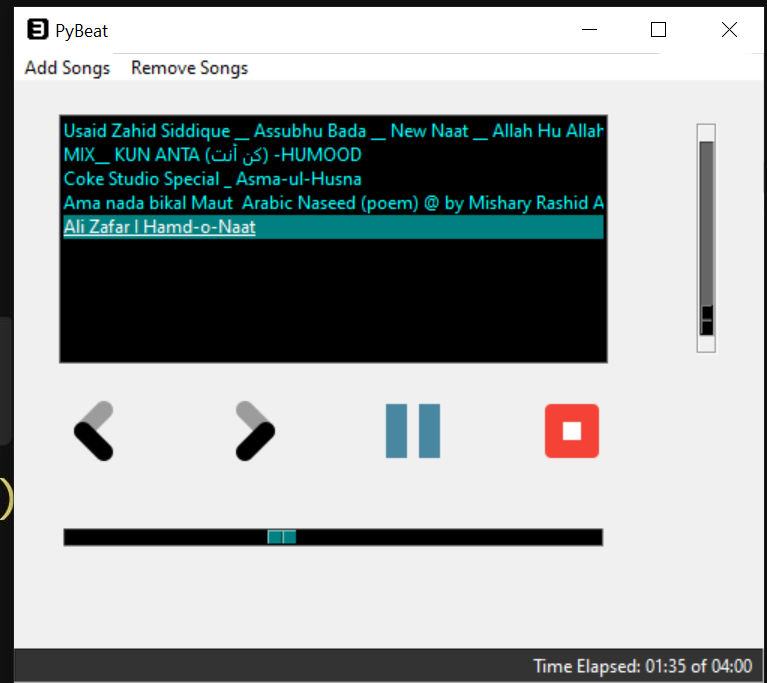 PyBeat
Add Songs Remove Songs
Usaid Zahid Siddique __ Assubhu Bada __ New Naat __ Allah Hu Allah
MIX__ KUN ANTA (كن أنت) -HUMOOD
Coke Studio Special _ Asma-ul-Husna
Ama nada bikal Maut  Arabic Naseed (poem) @ by Mishary Rashid A
Ali Zafar I Hamd-o-Naat
)
Time Elapsed: 01:35 of 04:00